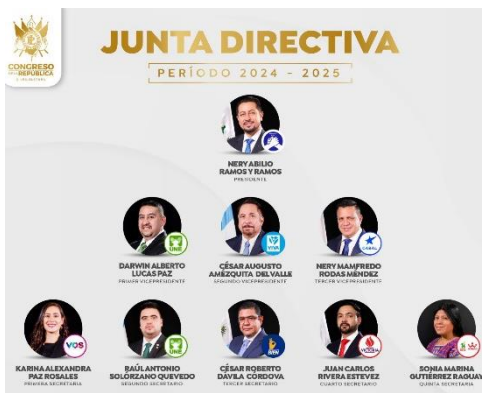 JUNTA DIRECTIVA
CONGRESO
DE LA REPÚBLICA
PERÍODO 2024 - 2025
NERY ABILIO
RAMOS Y RAMOS
PRESIDENTE
UNE
VIVA
CABAL
DARWIN ALBERTO
LUCAS PAZ
PRIMER VICEPRESIDENTE
CÉSAR AUGUSTO
AMÉZQUITA DEL VALLE
SEGUNDO VICEPRESIDENTE
NERY MAMFREDO
RODAS MÉNDEZ
TERCER VICEPRESIDENTE
VOS
UNE
VICTORIA
KARINA ALEXANDRA
PAZ ROSALES
PRIMERA SECRETARIA
RAÚL ANTONIO
SOLÓRZANO QUEVEDO
SEGUNDO SECRETARIO
CÉSAR ROBERTO
DÁVILA CÓRDOVA
TERCER SECRETARIO
JUAN CARLOS
RIVERA ESTEVEZ
CUARTO SECRETARIO
SONIA MARINA
GUTIÉRREZ RAGUAY
QUINTA SECRETARIA